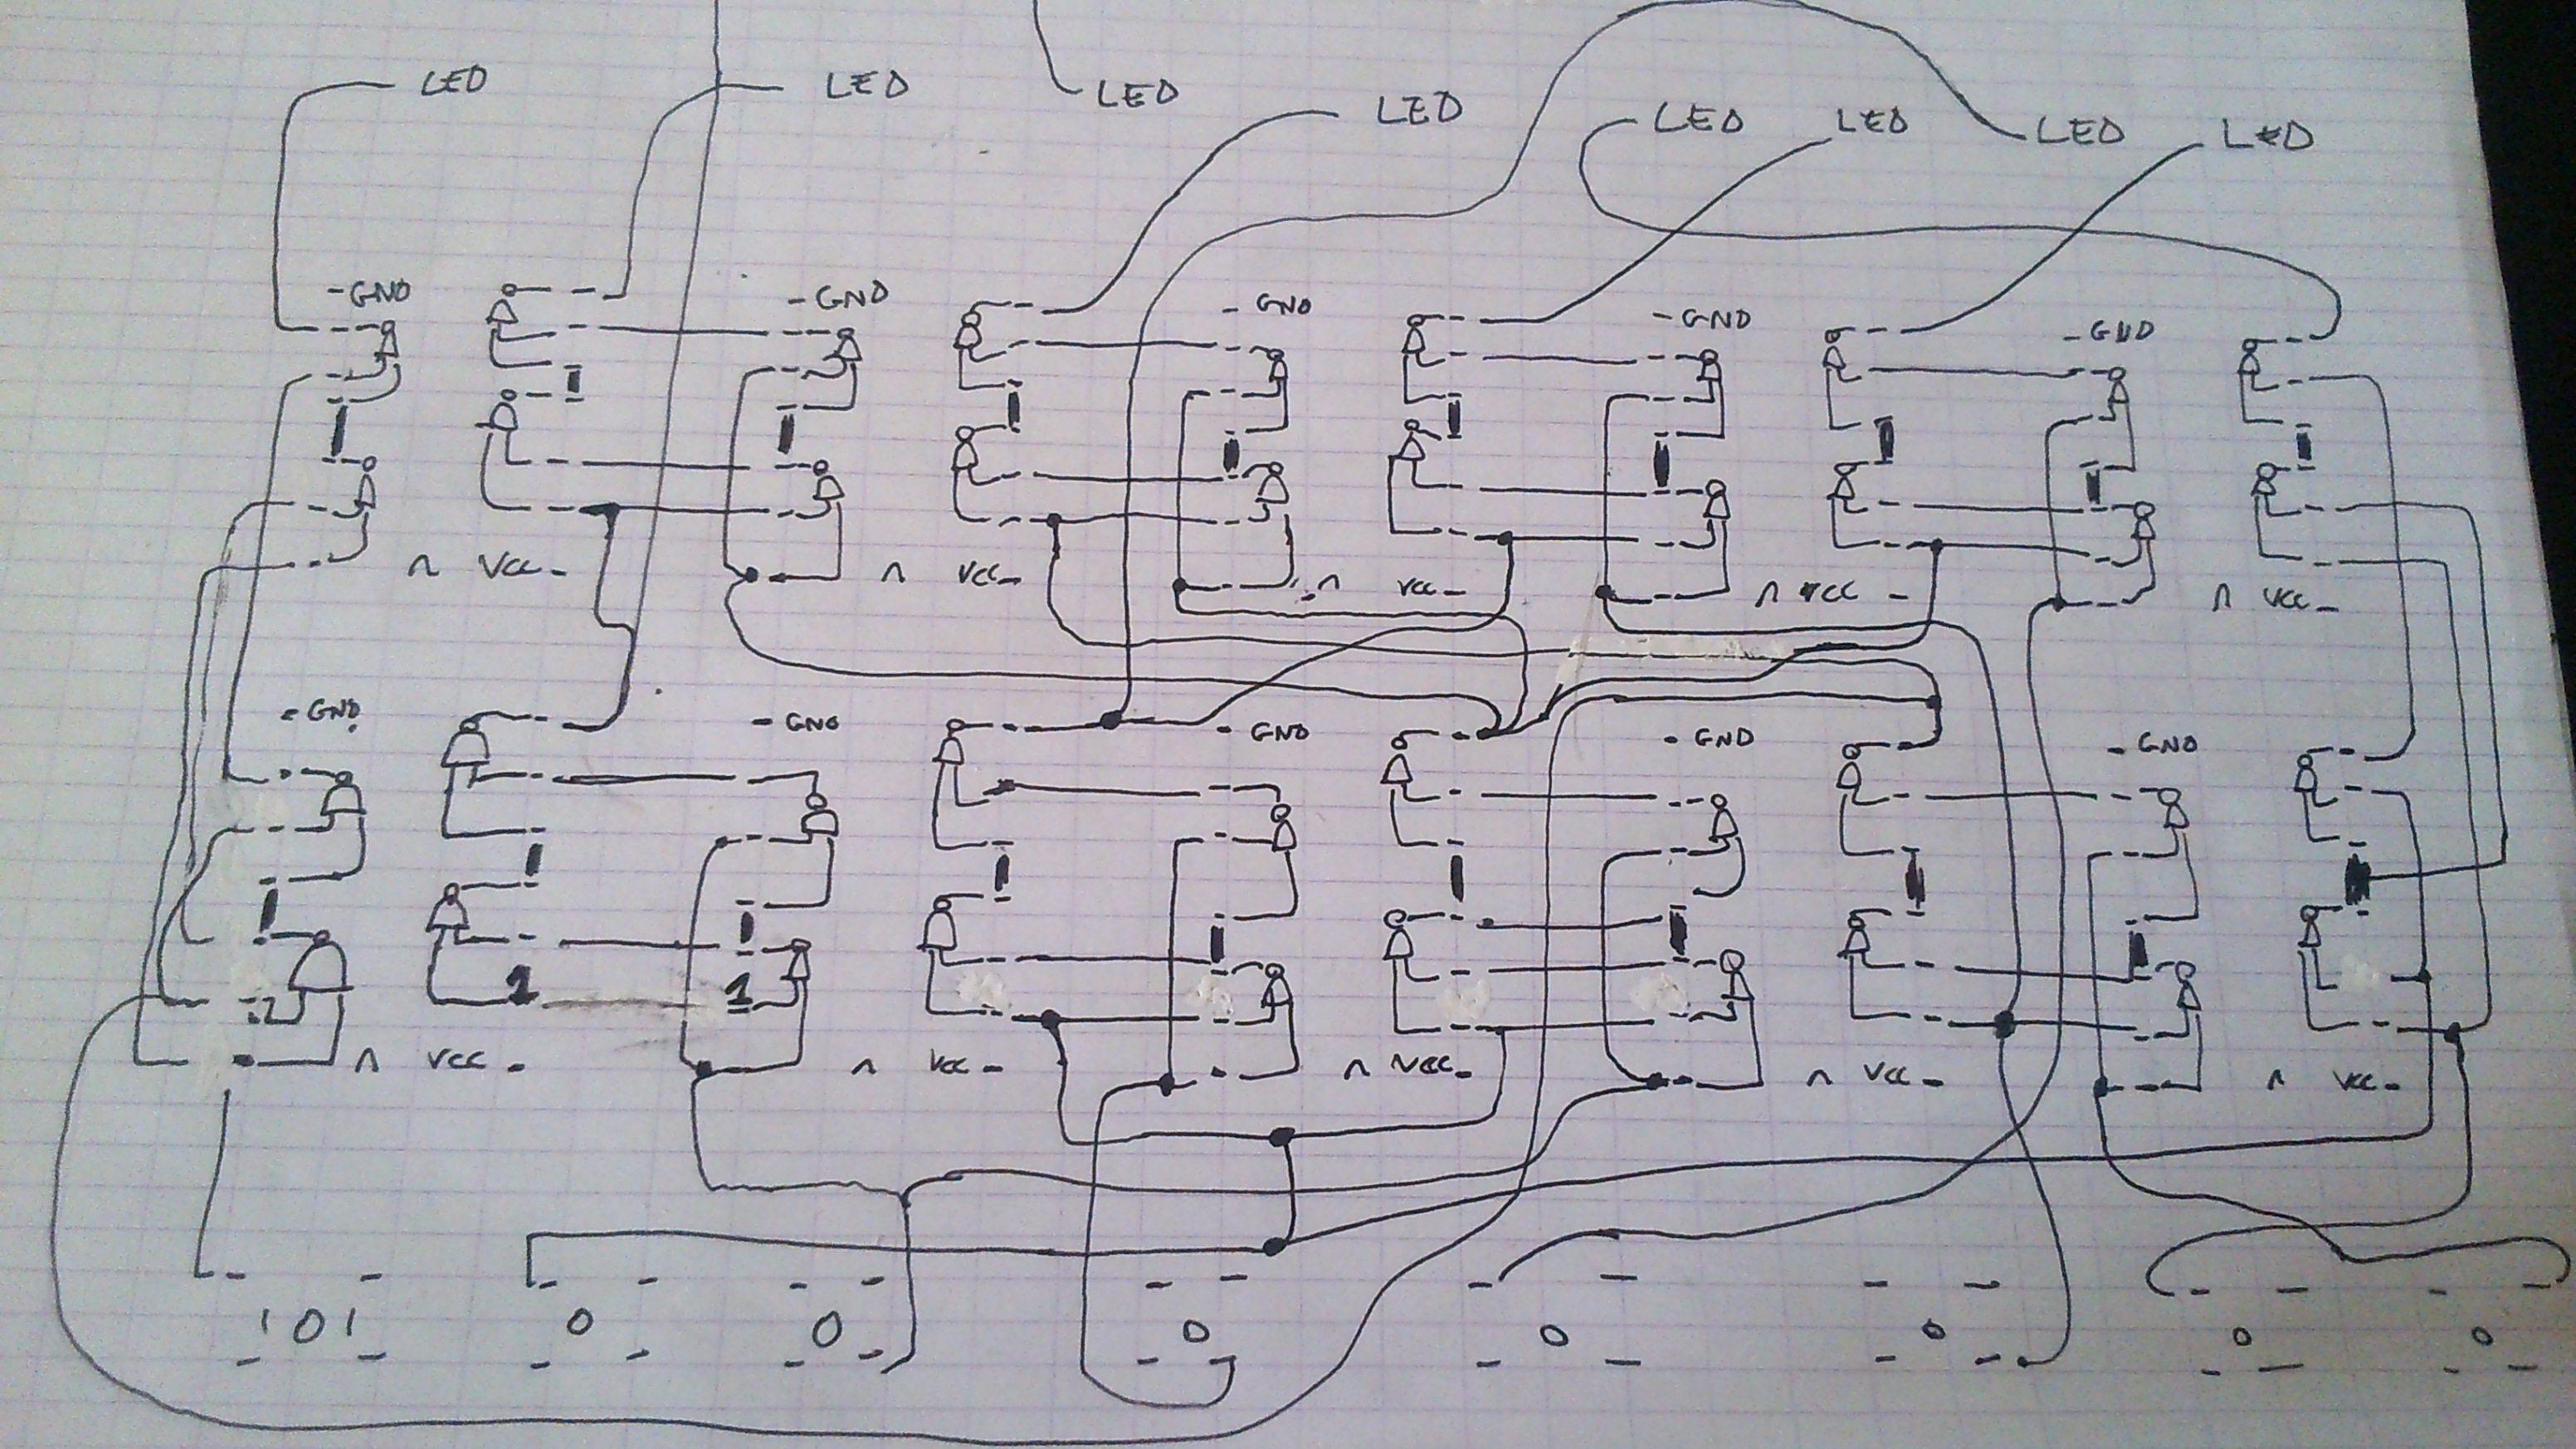 LED LED LED LED LED LED LED LED
-GND -GND -GND -GND -GND
VCC- VCC- VCC- VCC - VCC-
-GND -GND -GND -GND -GND
1 1
VCC- VCC- VCC- VCC- VCC-
101 0 0 0 0 0 0 0